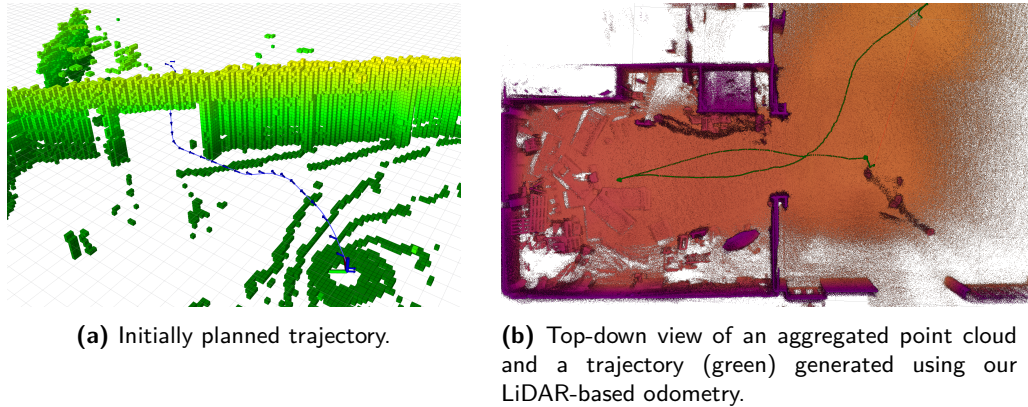 (a) Initially planned trajectory.
(b) Top-down view of an aggregated point cloud
and a trajectory (green) generated using our
LiDAR-based odometry.